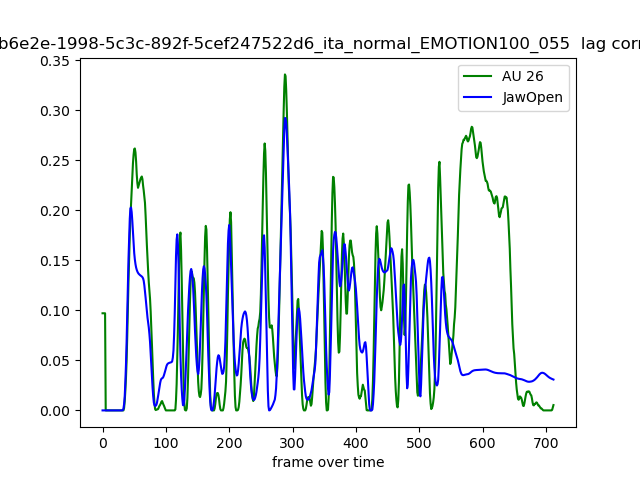 b6e2e-1998-5c3c-892f-5cef247522d6_ita_normal_EMOTION100_055 lag corr
AU 26
JawOpen
0.35
0.30
0.25
0.20
0.15
0.10
0.05
0.00
0 100 200 300 400 500 600 700
frame over time